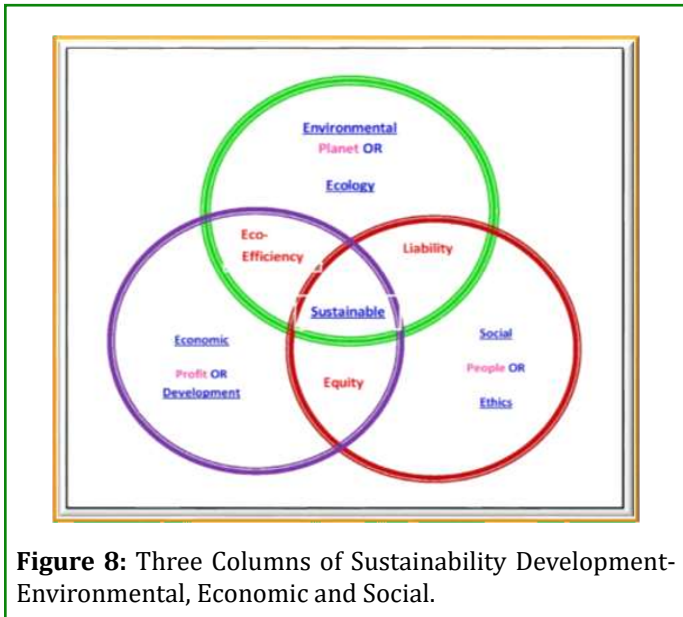 Environmental
Planet OR
Ecology
Eco-
Efficiency
Liability
Sustainable
Economic
Profit OR
Development
Social
People OR
Ethics
Equity
Figure 8: Three Columns of Sustainability Development-
Environmental, Economic and Social.